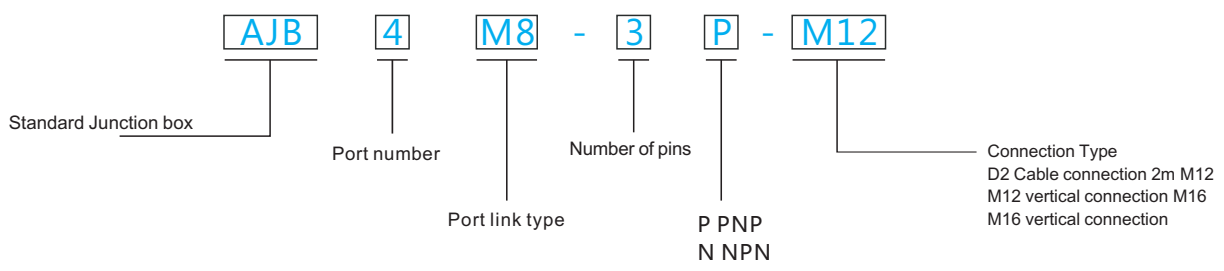 AJB 4 M8 - 3 P - M12
Standard Junction box
Port number
Number of pins
Connection Type
D2 Cable connection 2m M12
M12 vertical connection M16
M16 vertical connection
Port link type
P PNP
N NPN